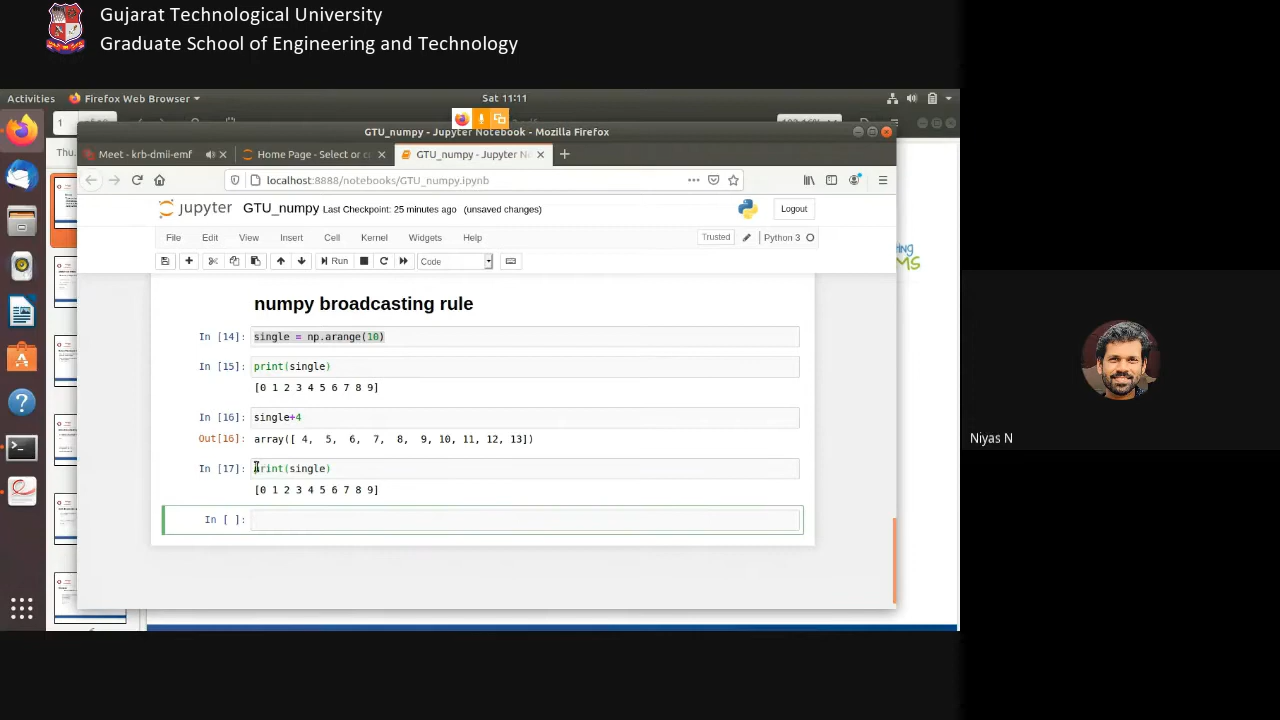 Gujarat Technological University
Graduate School of Engineering and Technology
Activities Firefox Web Browser Sat 11:11
1
GTU_numpy - Jupyter Notebook - Mozilla Firefox
Thu.
Meet - krb-dmii-emf Home Page - Select or c GTU_numpy - Jupyter N
localhost:8888/notebooks/GTU_numpy.ipynb
jupyter GTU_numpy Last Checkpoint: 25 minutes ago (unsaved changes) Logout
File Edit View Insert Cell Kernel Widgets Help Trusted Python 3
Run Code
numpy broadcasting rule
In [14]: single = np.arange(10)
In [15]: print(single)
[0 1 2 3 4 5 6 7 8 9]
In [16]: single+4
Out[16]: array([ 4, 5, 6, 7, 8, 9, 10, 11, 12, 13])
In [17]: print(single)
[0 1 2 3 4 5 6 7 8 9]
In [ ]:
Niyas N